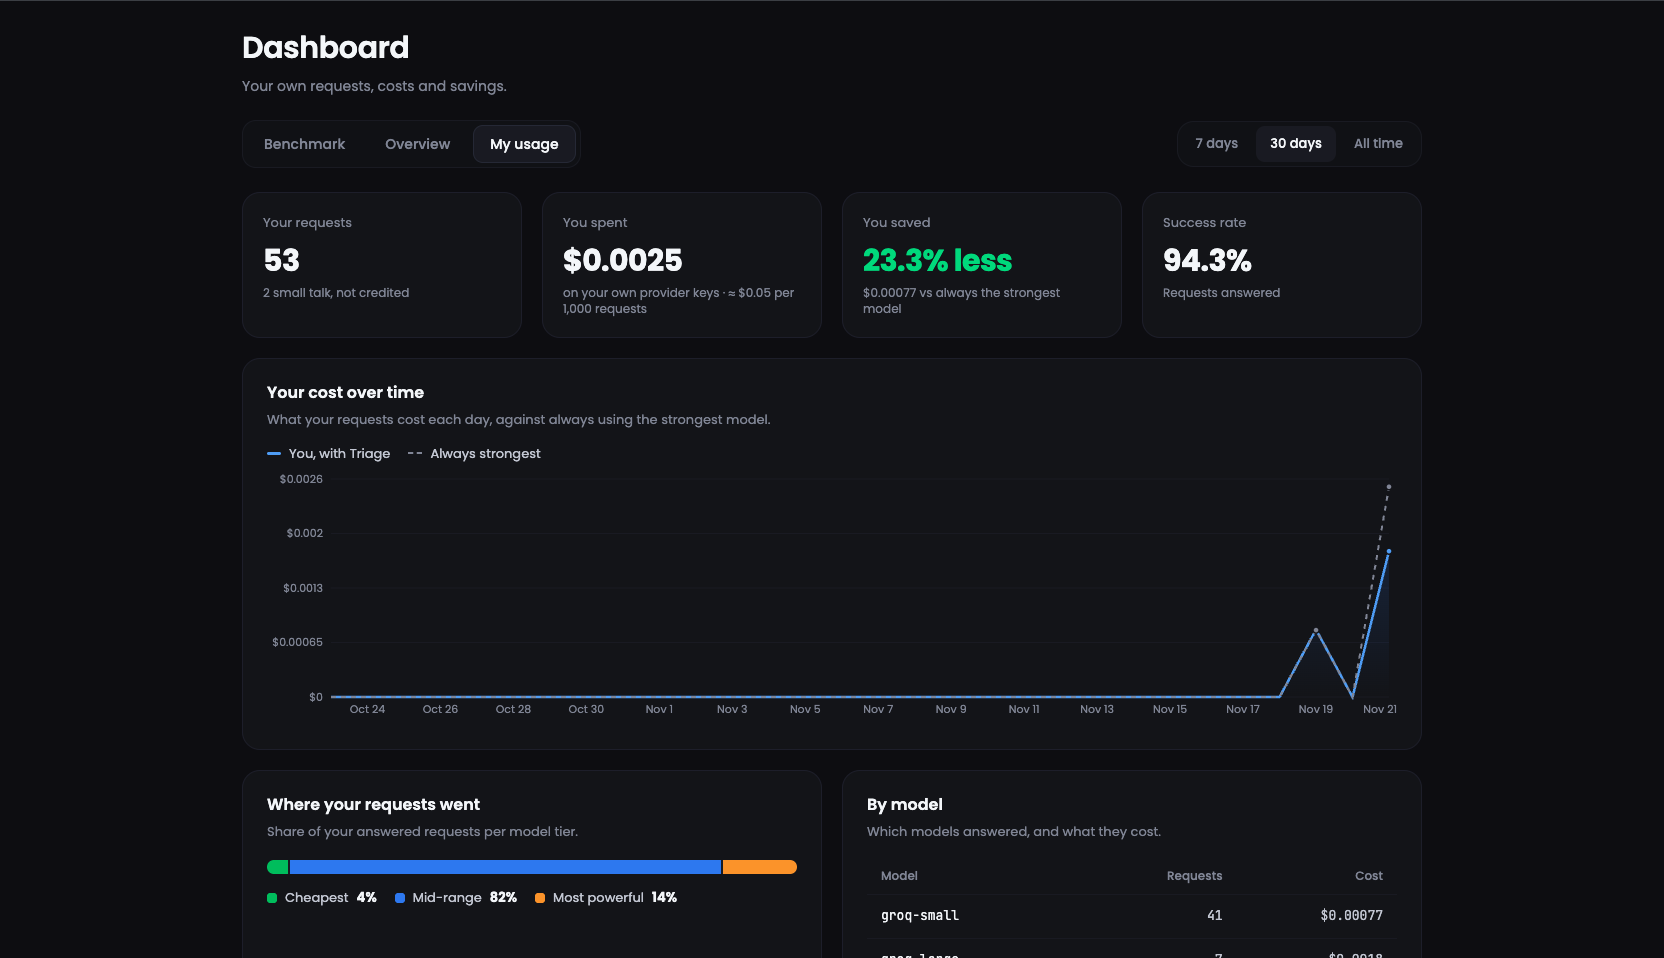 Dashboard
Your own requests, costs and savings.
Benchmark Overview My usage
7 days 30 days All time
Your requests
53
2 small talk, not credited
You spent
$0.0025
on your own provider keys · ≈ $0.05 per
1,000 requests
You saved
23.3% less
$0.00077 vs always the strongest
model
Success rate
94.3%
Requests answered
Your cost over time
What your requests cost each day, against always using the strongest model.
You, with Triage Always strongest
$0.0026
$0.002
$0.0013
$0.00065
$0
Oct 24 Oct 26 Oct 28 Oct 30 Nov 1 Nov 3 Nov 5 Nov 7 Nov 9 Nov 11 Nov 13 Nov 15 Nov 17 Nov 19 Nov 21
Where your requests went
Share of your answered requests per model tier.
Cheapest 4% Mid-range 82% Most powerful 14%
By model
Which models answered, and what they cost.
Model Requests Cost
groq-small 41 $0.00077